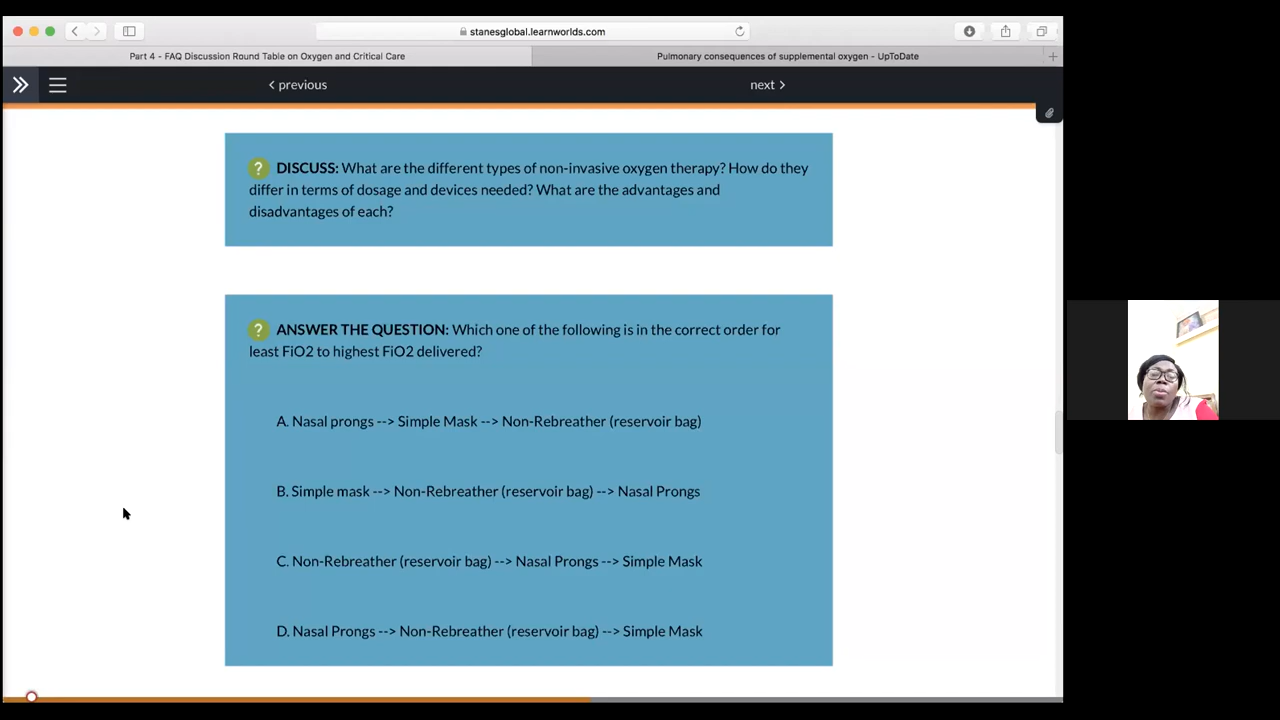 stanesglobal.learnworlds.com
Part 4 - FAQ Discussion Round Table on Oxygen and Critical Care
Pulmonary consequences of supplemental oxygen - UpToDate
< previous
next >
? DISCUSS: What are the different types of non-invasive oxygen therapy? How do they
differ in terms of dosage and devices needed? What are the advantages and
disadvantages of each?
? ANSWER THE QUESTION: Which one of the following is in the correct order for
least FiO2 to highest FiO2 delivered?
A. Nasal prongs --> Simple Mask --> Non-Rebreather (reservoir bag)
B. Simple mask --> Non-Rebreather (reservoir bag) --> Nasal Prongs
C. Non-Rebreather (reservoir bag) --> Nasal Prongs --> Simple Mask
D. Nasal Prongs --> Non-Rebreather (reservoir bag) --> Simple Mask